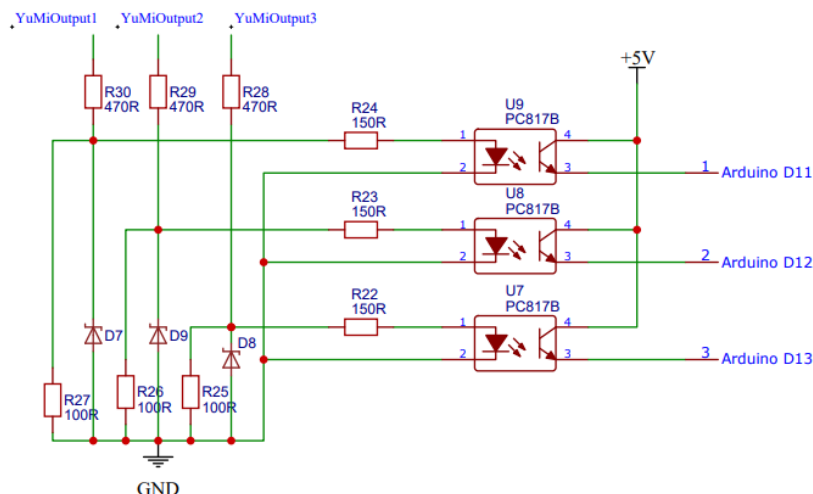 YuMiOutput1 YuMiOutput2 YuMiOutput3
+5V
R30
470R
R29
470R
R28
470R
R24
150R
U9
PC817B
1
2
4
3
1
Arduino D11
R23
150R
U8
PC817B
1
2
4
3
2
Arduino D12
R22
150R
U7
PC817B
1
2
4
3
3
Arduino D13
D7
D9
D8
R27
100R
R26
100R
R25
100R
GND